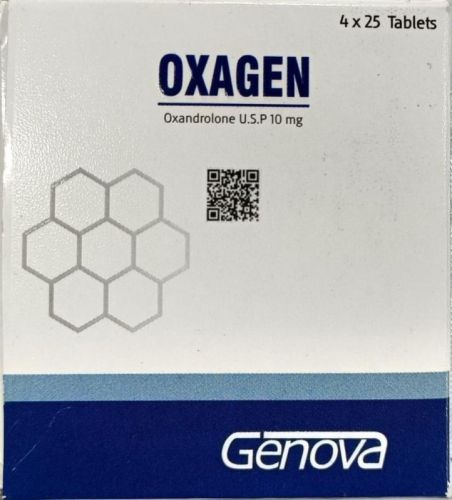 4 x 25 Tablets
OXAGEN
Oxandrolone U.S.P 10 mg
Genova